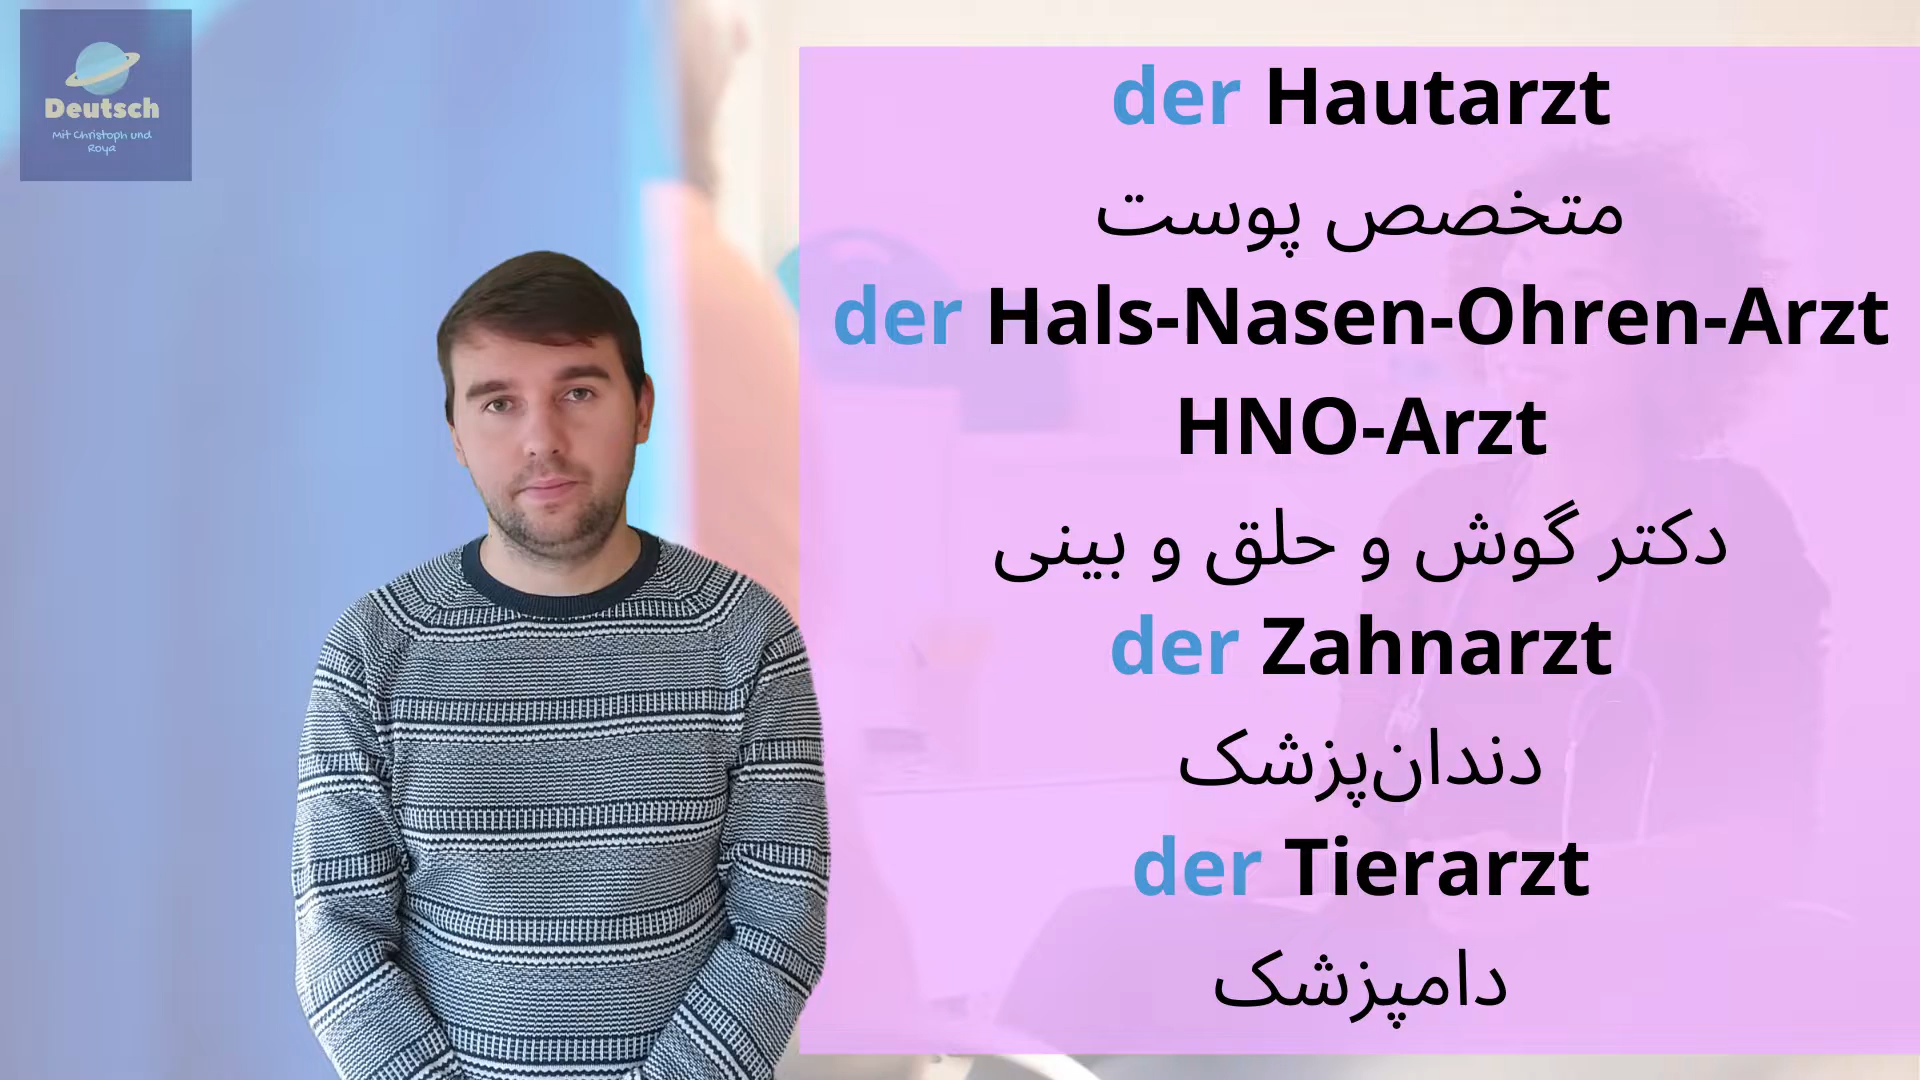 Deutsch
Mit Christoph und
Roya
der Hautarzt
متخصص پوست
der Hals-Nasen-Ohren-Arzt
HNO-Arzt
دکتر گوش و حلق و بینی
der Zahnarzt
دندان‌پزشک
der Tierarzt
دامپزشک